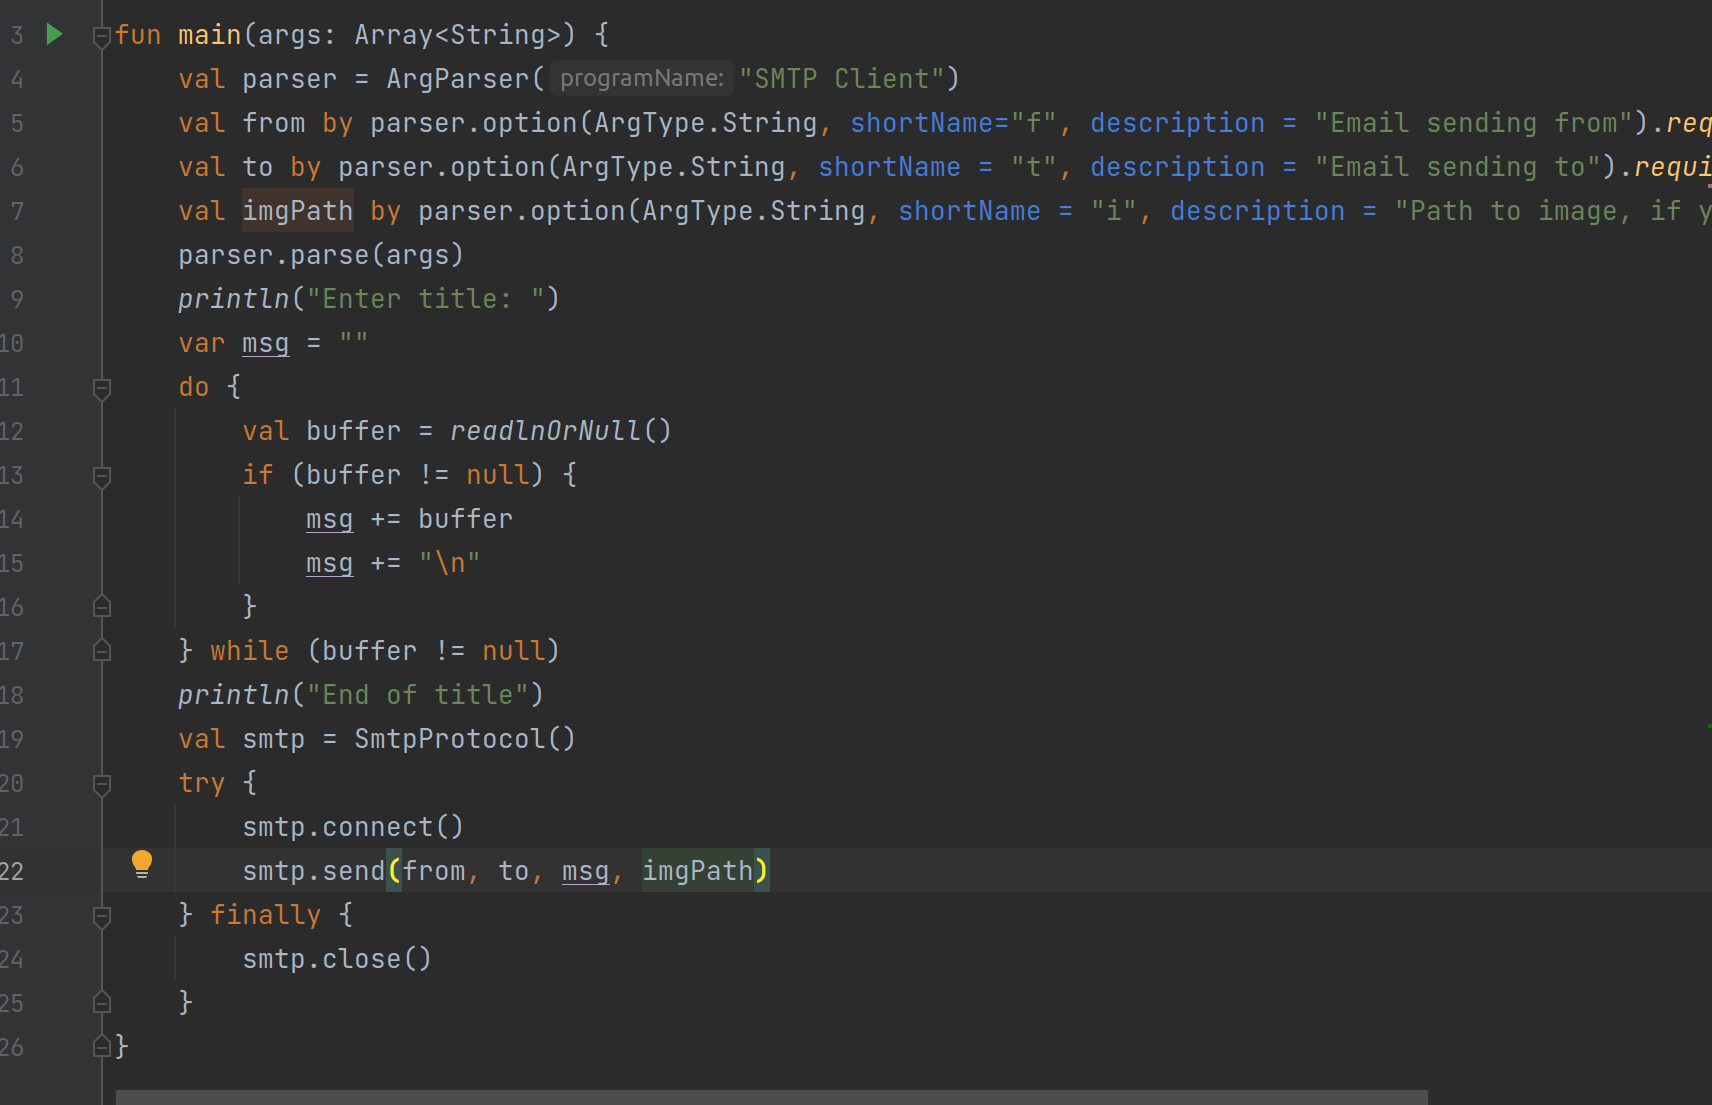 3 fun main(args: Array<String>) {
4 val parser = ArgParser( programName: "SMTP Client")
5 val from by parser.option(ArgType.String, shortName="f", description = "Email sending from").req
6 val to by parser.option(ArgType.String, shortName = "t", description = "Email sending to").requi
7 val imgPath by parser.option(ArgType.String, shortName = "i", description = "Path to image, if y
8 parser.parse(args)
9 println("Enter title: ")
10 var msg = ""
11 do {
12 val buffer = readlnOrNull()
13 if (buffer != null) {
14 msg += buffer
15 msg += "\n"
16 }
17 } while (buffer != null)
18 println("End of title")
19 val smtp = SmtpProtocol()
20 try {
21 smtp.connect()
22 smtp.send(from, to, msg, imgPath)
23 } finally {
24 smtp.close()
25 }
26 }